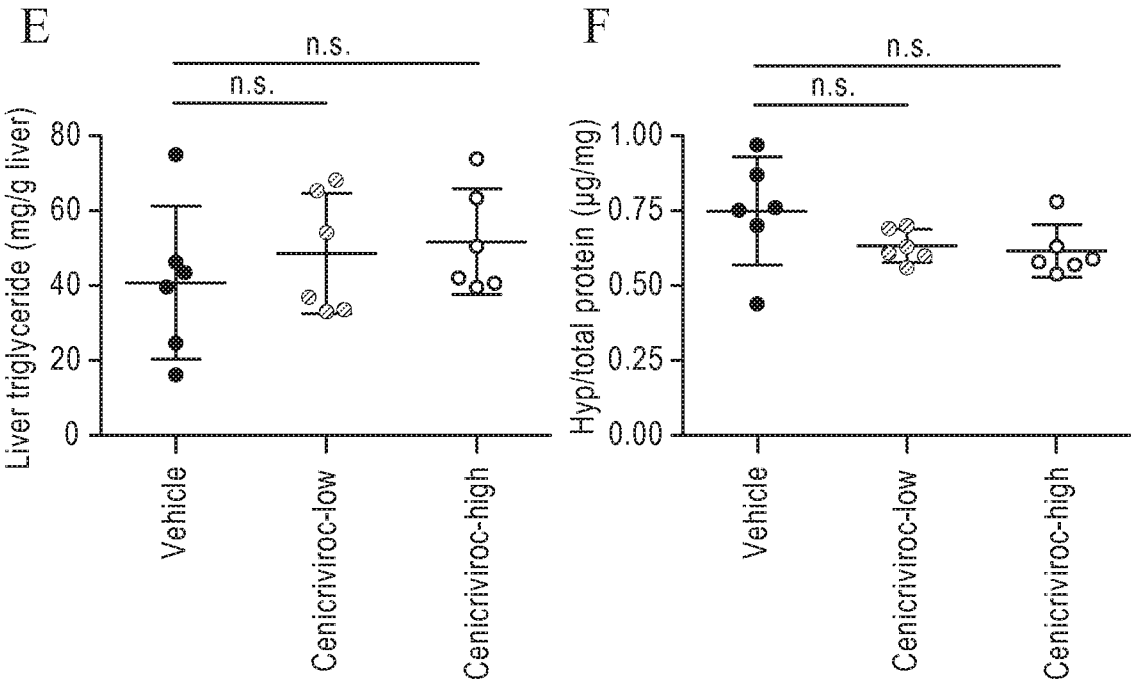 E
n.s.
n.s.
Liver triglyceride (mg/g liver)
80
60
40
20
0
Vehicle
Cenicriviroc-low
Cenicriviroc-high
F
n.s.
n.s.
Hyp/total protein (µg/mg)
1.00
0.75
0.50
0.25
0.00
Vehicle
Cenicriviroc-low
Cenicriviroc-high